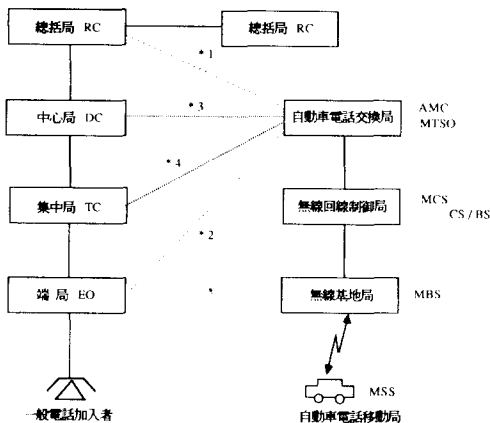 總括局 RC
總括局 RC
* 1
中心局 DC
* 3
自動車電話交換局
AMC
MTSO
* 4
集中局 TC
無線回線制御局
MCS
CS / BS
* 2
端 局 EO
*
無線基地局
MBS
MSS
一般電話加入者
自動車電話移動局